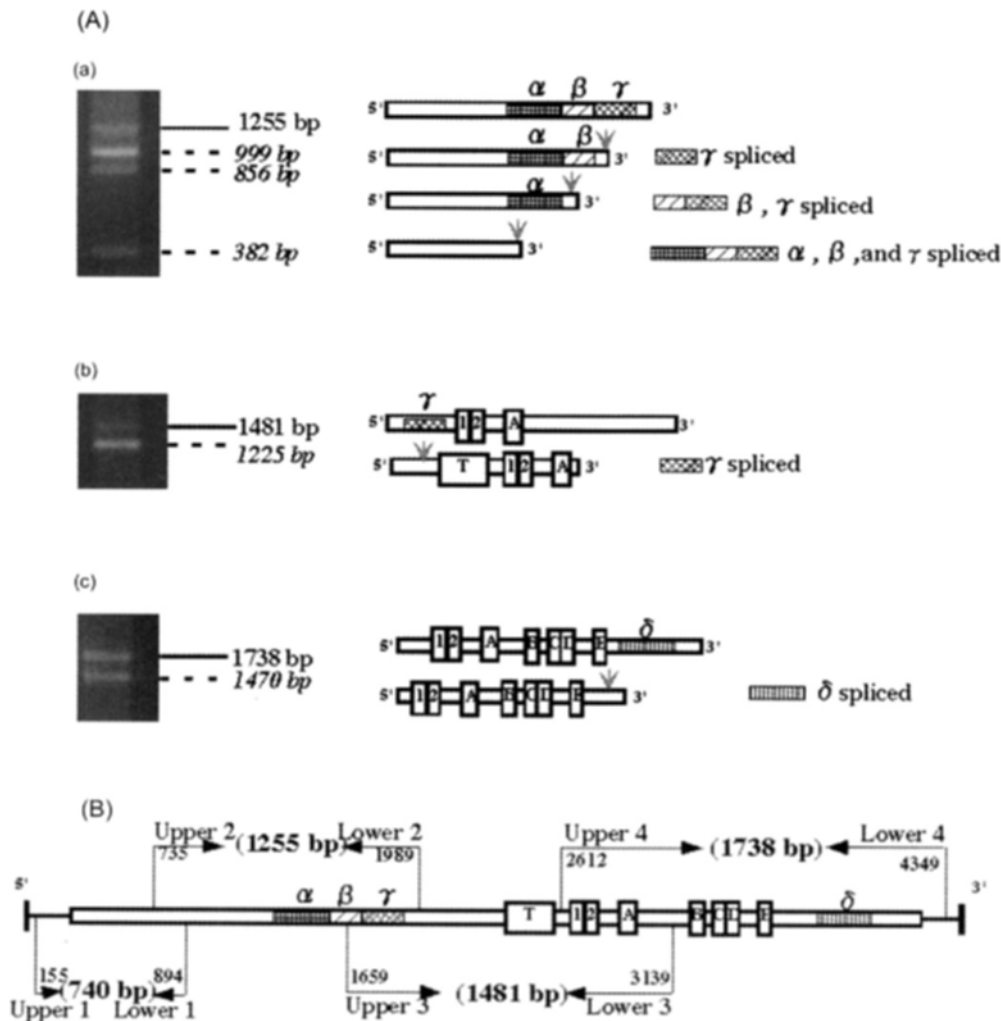 (A)
(a)
1255 bp
999 bp
856 bp
382 bp
α β γ
5' 3'
α β
5' 3'
α
5' 3'
5' 3'
γ spliced
β , γ spliced
α , β ,and γ spliced
(b)
1481 bp
1225 bp
γ
5' 1 2 A 3'
5' T 1 2 A 3'
γ spliced
(c)
1738 bp
1470 bp
δ
5' 1 2 A B C D E 3'
5' 1 2 A B C D E 3'
δ spliced
(B)
Upper 2 (1255 bp) Lower 2
735 1989
Upper 4 (1738 bp) Lower 4
2612 4349
5' α β γ T 1 2 A B C D E δ 3'
155 (740 bp) 894
Upper 1 Lower 1
1659 (1481 bp) 3139
Upper 3 Lower 3